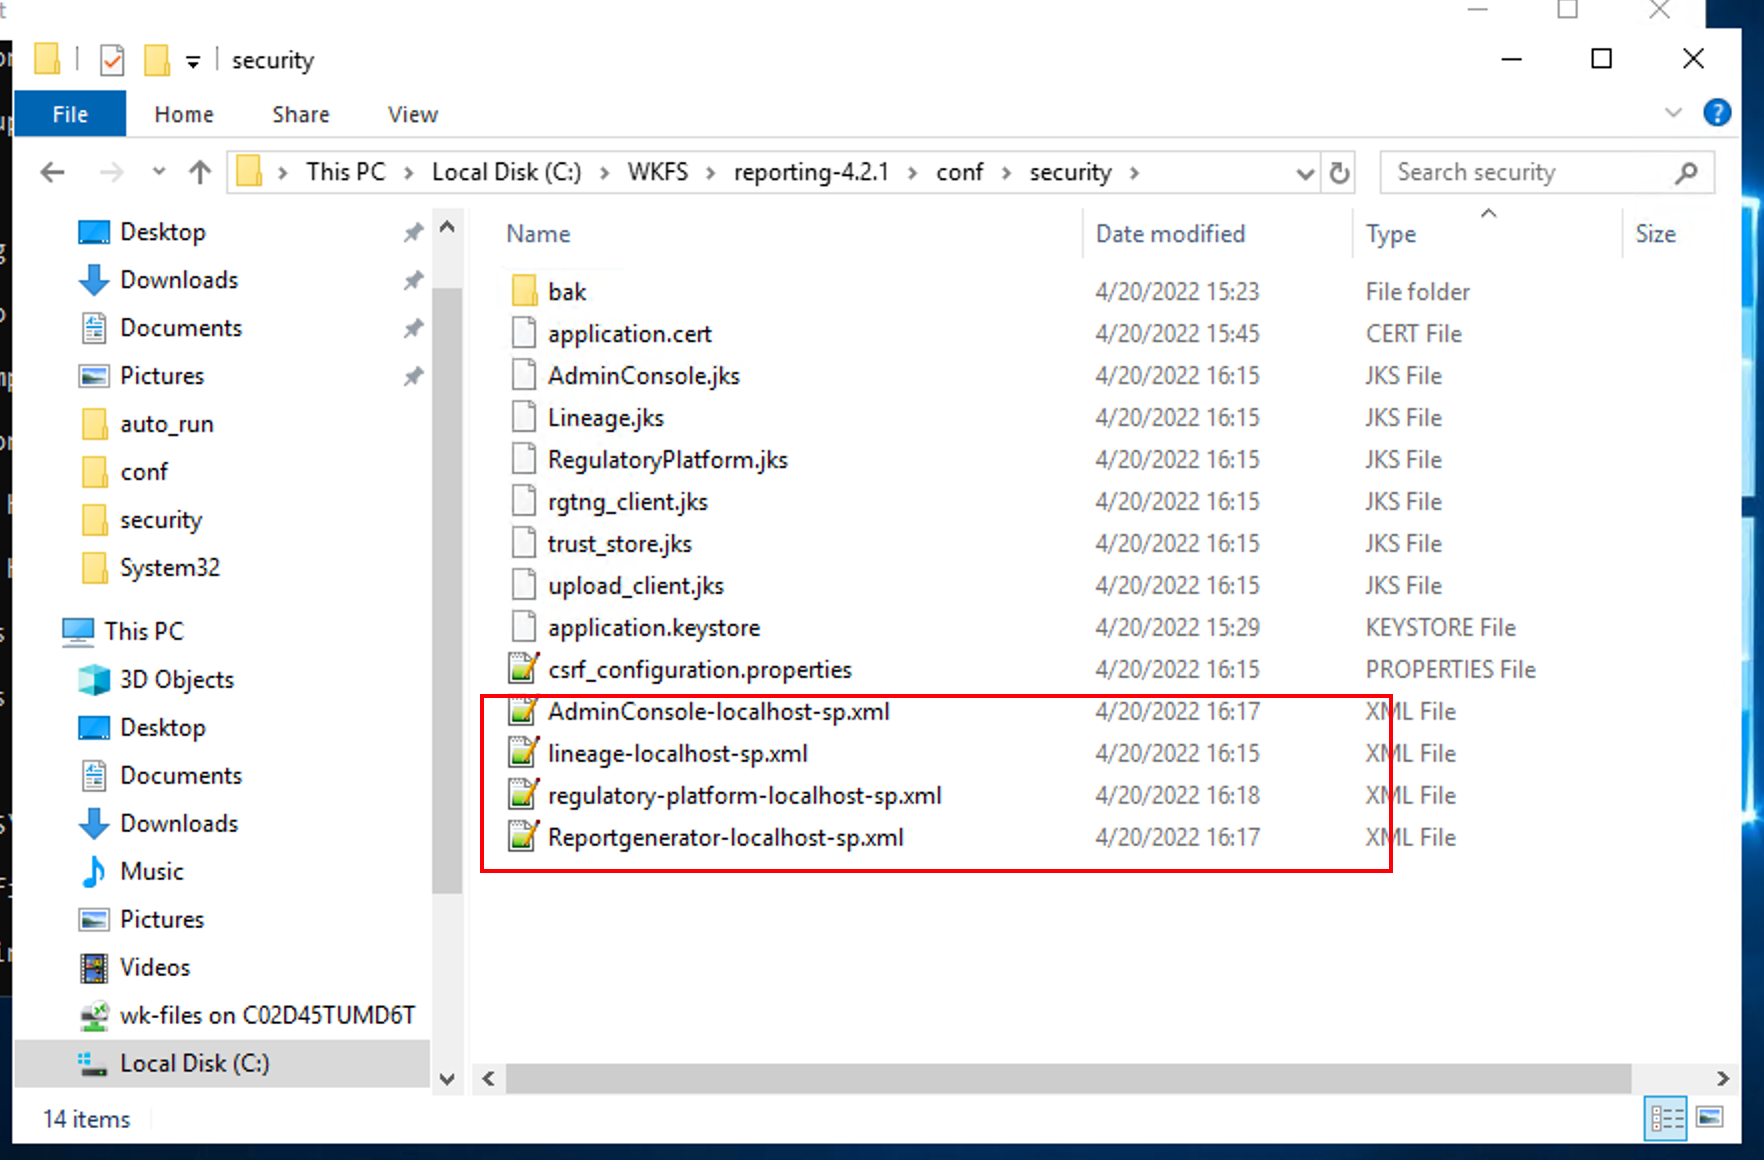 security
File Home Share View
This PC Local Disk (C:) WKFS reporting-4.2.1 conf security Search security
Name Date modified Type Size
bak 4/20/2022 15:23 File folder
application.cert 4/20/2022 15:45 CERT File
AdminConsole.jks 4/20/2022 16:15 JKS File
Lineage.jks 4/20/2022 16:15 JKS File
RegulatoryPlatform.jks 4/20/2022 16:15 JKS File
rgtng_client.jks 4/20/2022 16:15 JKS File
trust_store.jks 4/20/2022 16:15 JKS File
upload_client.jks 4/20/2022 16:15 JKS File
application.keystore 4/20/2022 15:29 KEYSTORE File
csrf_configuration.properties 4/20/2022 16:15 PROPERTIES File
AdminConsole-localhost-sp.xml 4/20/2022 16:17 XML File
lineage-localhost-sp.xml 4/20/2022 16:15 XML File
regulatory-platform-localhost-sp.xml 4/20/2022 16:18 XML File
Reportgenerator-localhost-sp.xml 4/20/2022 16:17 XML File
Desktop
Downloads
Documents
Pictures
auto_run
conf
security
System32
This PC
3D Objects
Desktop
Documents
Downloads
Music
Pictures
Videos
wk-files on C02D45TUMD6T
Local Disk (C:)
14 items